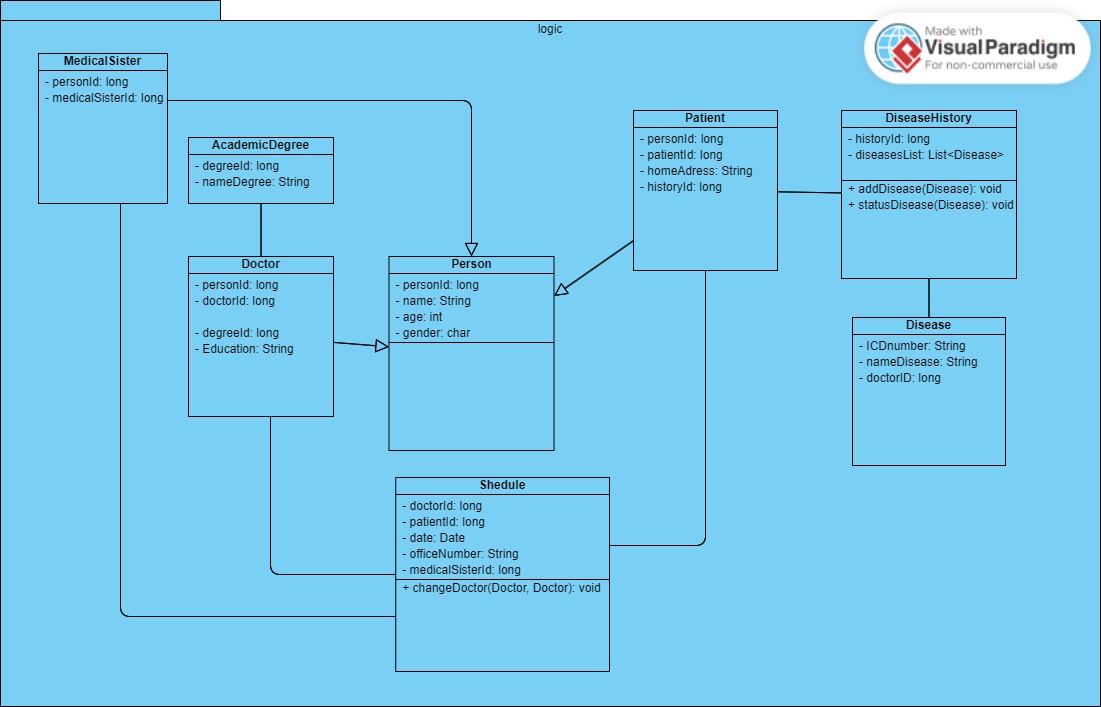 logic
Made with
Visual Paradigm
For non-commercial use
MedicalSister
- personId: long
- medicalSisterId: long
AcademicDegree
- degreeId: long
- nameDegree: String
Patient
- personId: long
- patientId: long
- homeAdress: String
- historyId: long
DiseaseHistory
- historyId: long
- diseasesList: List<Disease>
+ addDisease(Disease): void
+ statusDisease(Disease): void
Doctor
- personId: long
- doctorId: long
- degreeId: long
- Education: String
Person
- personId: long
- name: String
- age: int
- gender: char
Disease
- ICDnumber: String
- nameDisease: String
- doctorID: long
Shedule
- doctorId: long
- patientId: long
- date: Date
- officeNumber: String
- medicalSisterId: long
+ changeDoctor(Doctor, Doctor): void